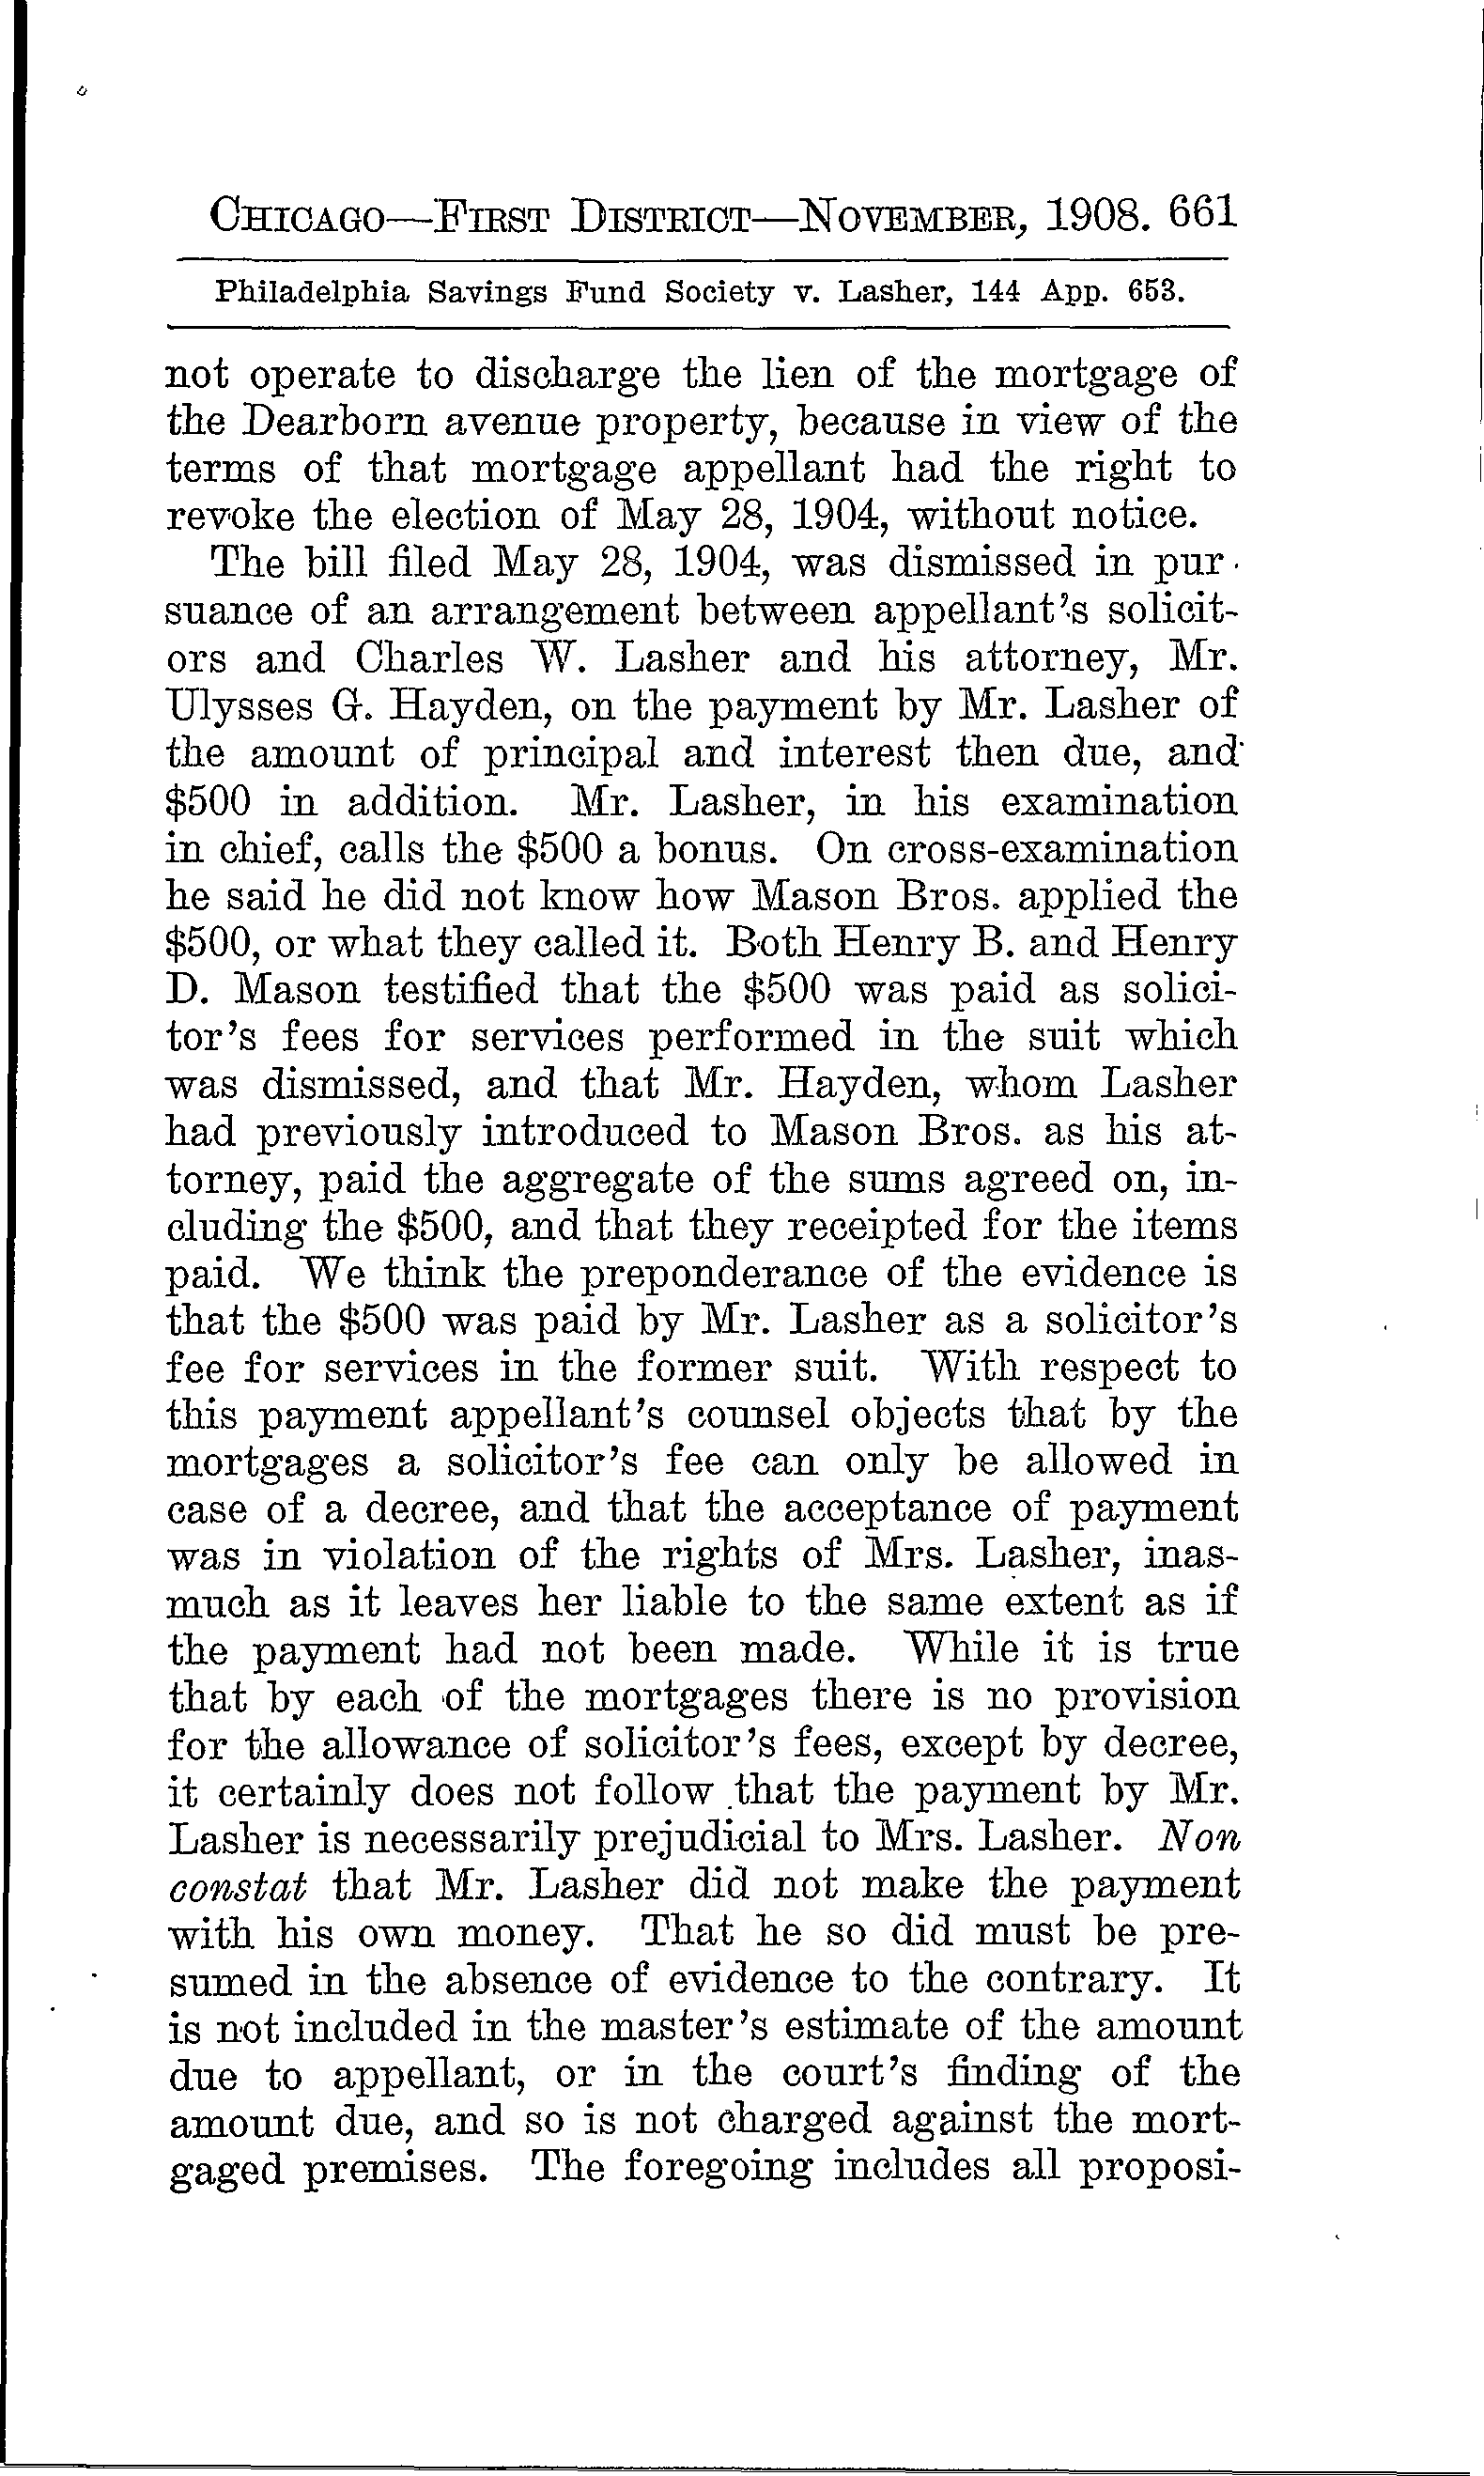 CHICAGO—FIRST DISTRICT—NOVEMBER, 1908. 661
Philadelphia Savings Fund Society v. Lasher, 144 App. 653.
not operate to discharge the lien of the mortgage of
the Dearborn avenue property, because in view of the
terms of that mortgage appellant had the right to
revoke the election of May 28, 1904, without notice.
The bill filed May 28, 1904, was dismissed in pur-
suance of an arrangement between appellant's solicit-
ors and Charles W. Lasher and his attorney, Mr.
Ulysses G. Hayden, on the payment by Mr. Lasher of
the amount of principal and interest then due, and
$500 in addition. Mr. Lasher, in his examination
in chief, calls the $500 a bonus. On cross-examination
he said he did not know how Mason Bros. applied the
$500, or what they called it. Both Henry B. and Henry
D. Mason testified that the $500 was paid as solici-
tor's fees for services performed in the suit which
was dismissed, and that Mr. Hayden, whom Lasher
had previously introduced to Mason Bros. as his at-
torney, paid the aggregate of the sums agreed on, in-
cluding the $500, and that they receipted for the items
paid. We think the preponderance of the evidence is
that the $500 was paid by Mr. Lasher as a solicitor's
fee for services in the former suit. With respect to
this payment appellant's counsel objects that by the
mortgages a solicitor's fee can only be allowed in
case of a decree, and that the acceptance of payment
was in violation of the rights of Mrs. Lasher, inas-
much as it leaves her liable to the same extent as if
the payment had not been made. While it is true
that by each of the mortgages there is no provision
for the allowance of solicitor's fees, except by decree,
it certainly does not follow that the payment by Mr.
Lasher is necessarily prejudicial to Mrs. Lasher. Non
constat that Mr. Lasher did not make the payment
with his own money. That he so did must be pre-
sumed in the absence of evidence to the contrary. It
is not included in the master's estimate of the amount
due to appellant, or in the court's finding of the
amount due, and so is not charged against the mort-
gaged premises. The foregoing includes all proposi-